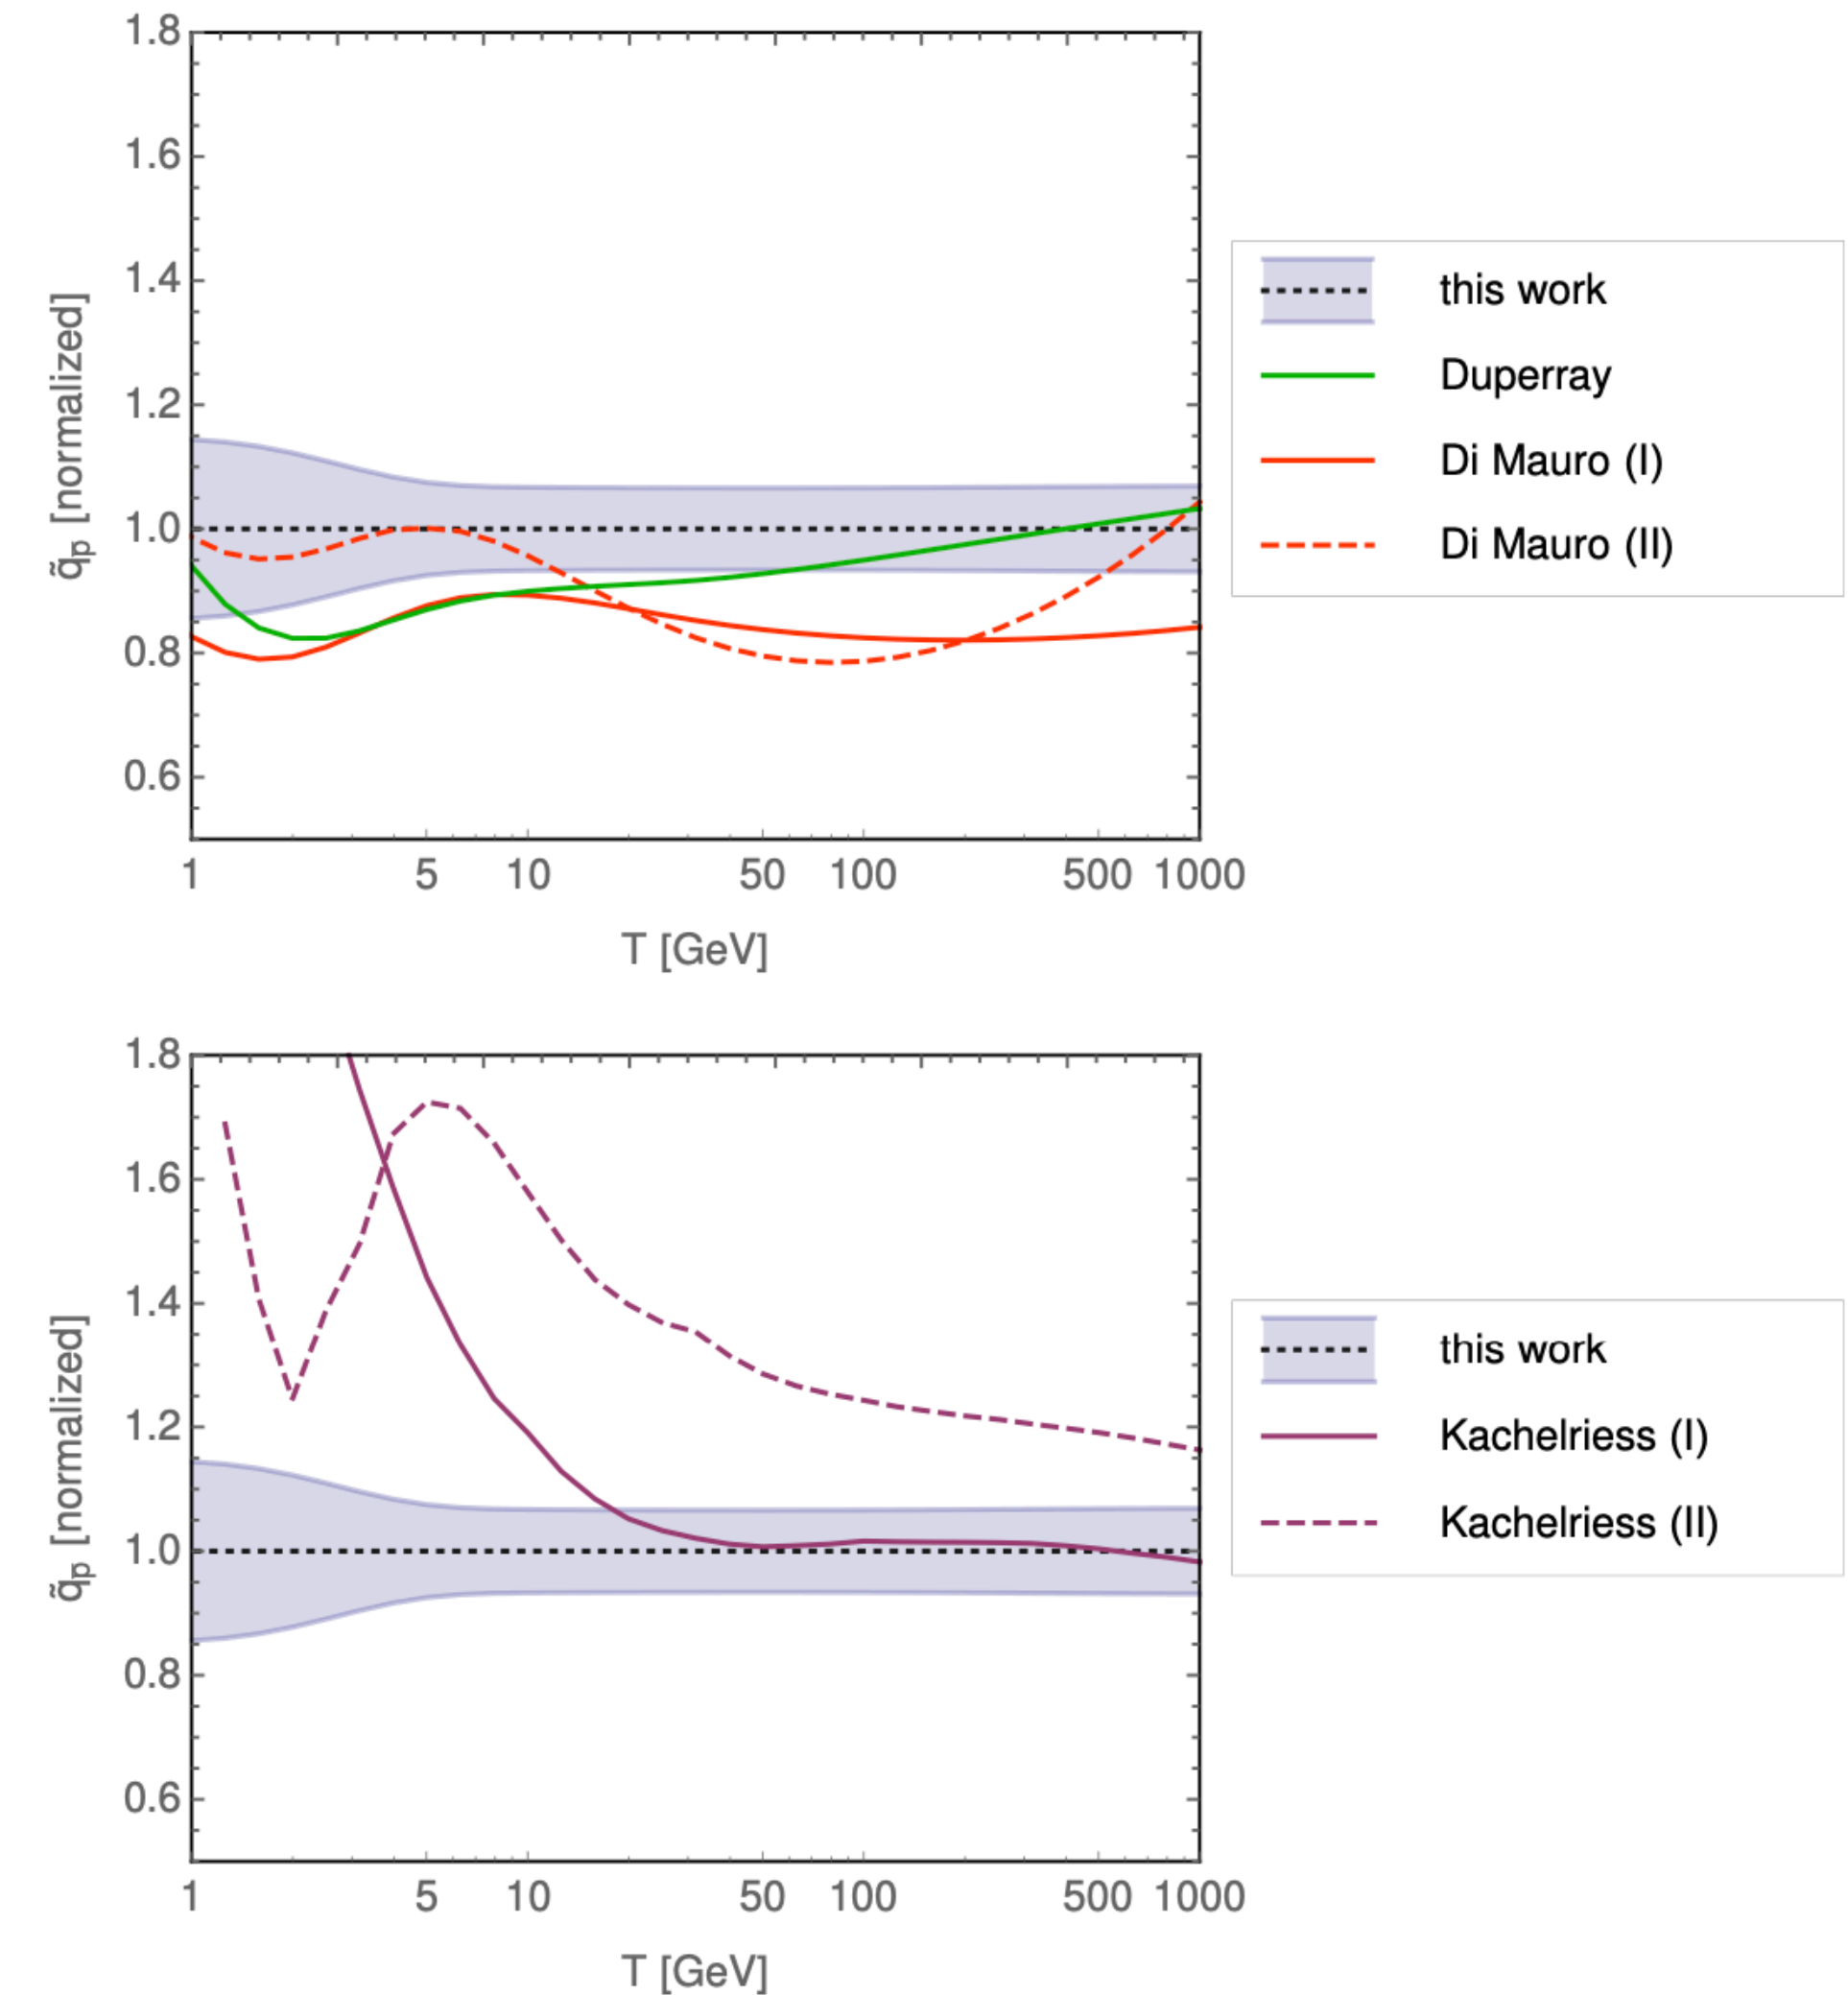 1.8
1.6
1.4
1.2
1.0
0.8
0.6
q̃p [normalized]
1 5 10 50 100 500 1000
T [GeV]
this work
Duperray
Di Mauro (I)
Di Mauro (II)
1.8
1.6
1.4
1.2
1.0
0.8
0.6
q̃p̄ [normalized]
1 5 10 50 100 500 1000
T [GeV]
this work
Kachelriess (I)
Kachelriess (II)